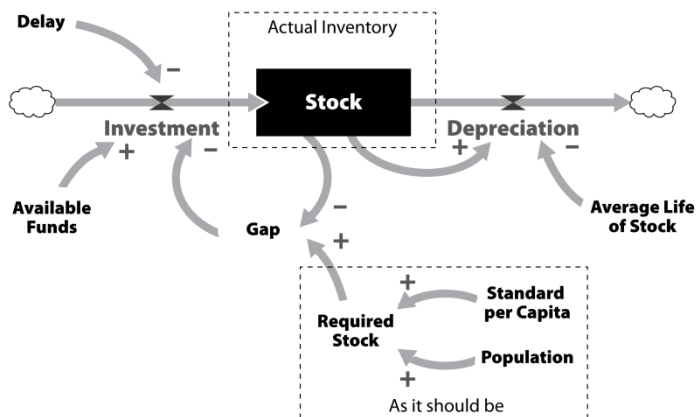 Delay
Actual Inventory
−
Stock
Investment
Depreciation
+
−
+
−
Available
Funds
Gap
−
+
Average Life
of Stock
+
Standard
per Capita
Required
Stock
Population
+
As it should be